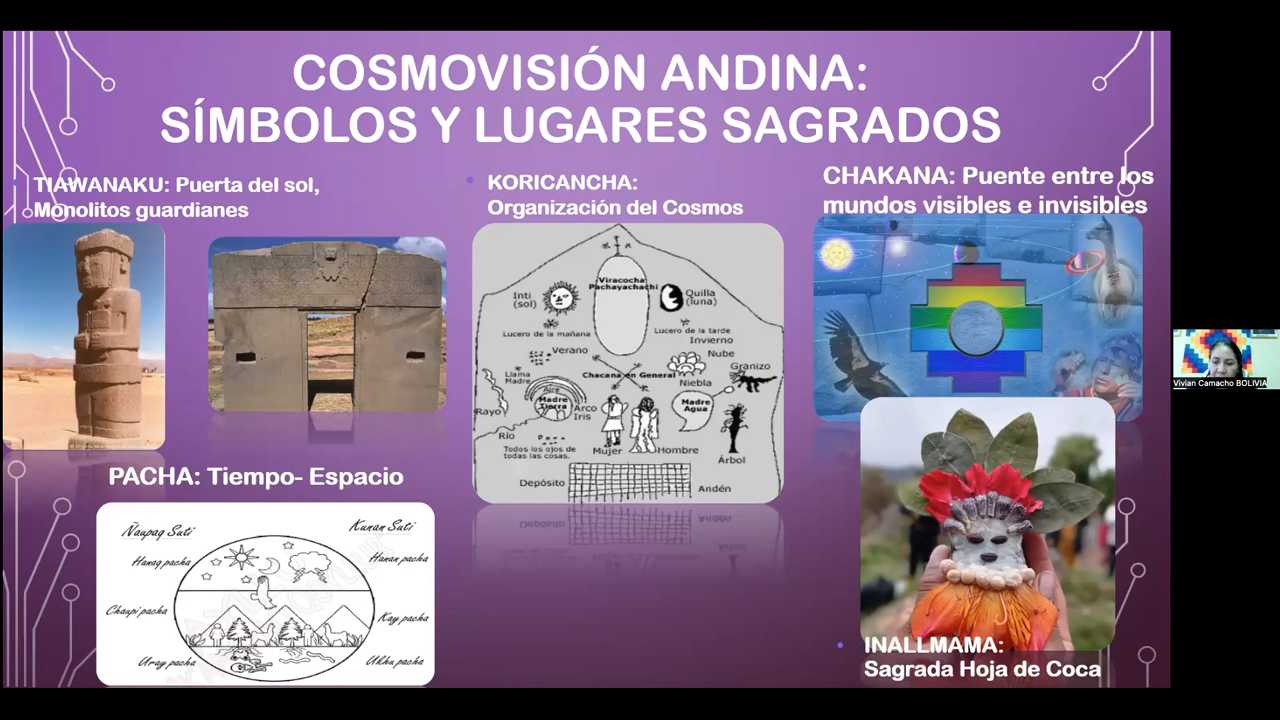 COSMOVISIÓN ANDINA:
SÍMBOLOS Y LUGARES SAGRADOS
TIAWANAKU: Puerta del sol,
Monolitos guardianes
KORICANCHA:
Organización del Cosmos
CHAKANA: Puente entre los
mundos visibles e invisibles
Viracocha
Pachayachachi
Inti
(sol)
Quilla
(luna)
Lucero de la mañana
Lucero de la tarde
Invierno
Verano
Nube
Granizo
Llama
Madre
Chacana en General
Niebla
Aire
Madre
Tierra
Rayo
Arco
Iris
Madre
Agua
Río
Todos los ojos de
todas las cosas.
Mujer
Hombre
Árbol
Depósito
Andén
PACHA: Tiempo- Espacio
Ñaupaq Suti
Kunan Suti
Hanaq pacha
Hanan pacha
Chaupi pacha
Kay pacha
Uray pacha
Ukhu pacha
INALLMAMA:
Sagrada Hoja de Coca
Vivian Camacho BOLIVIA